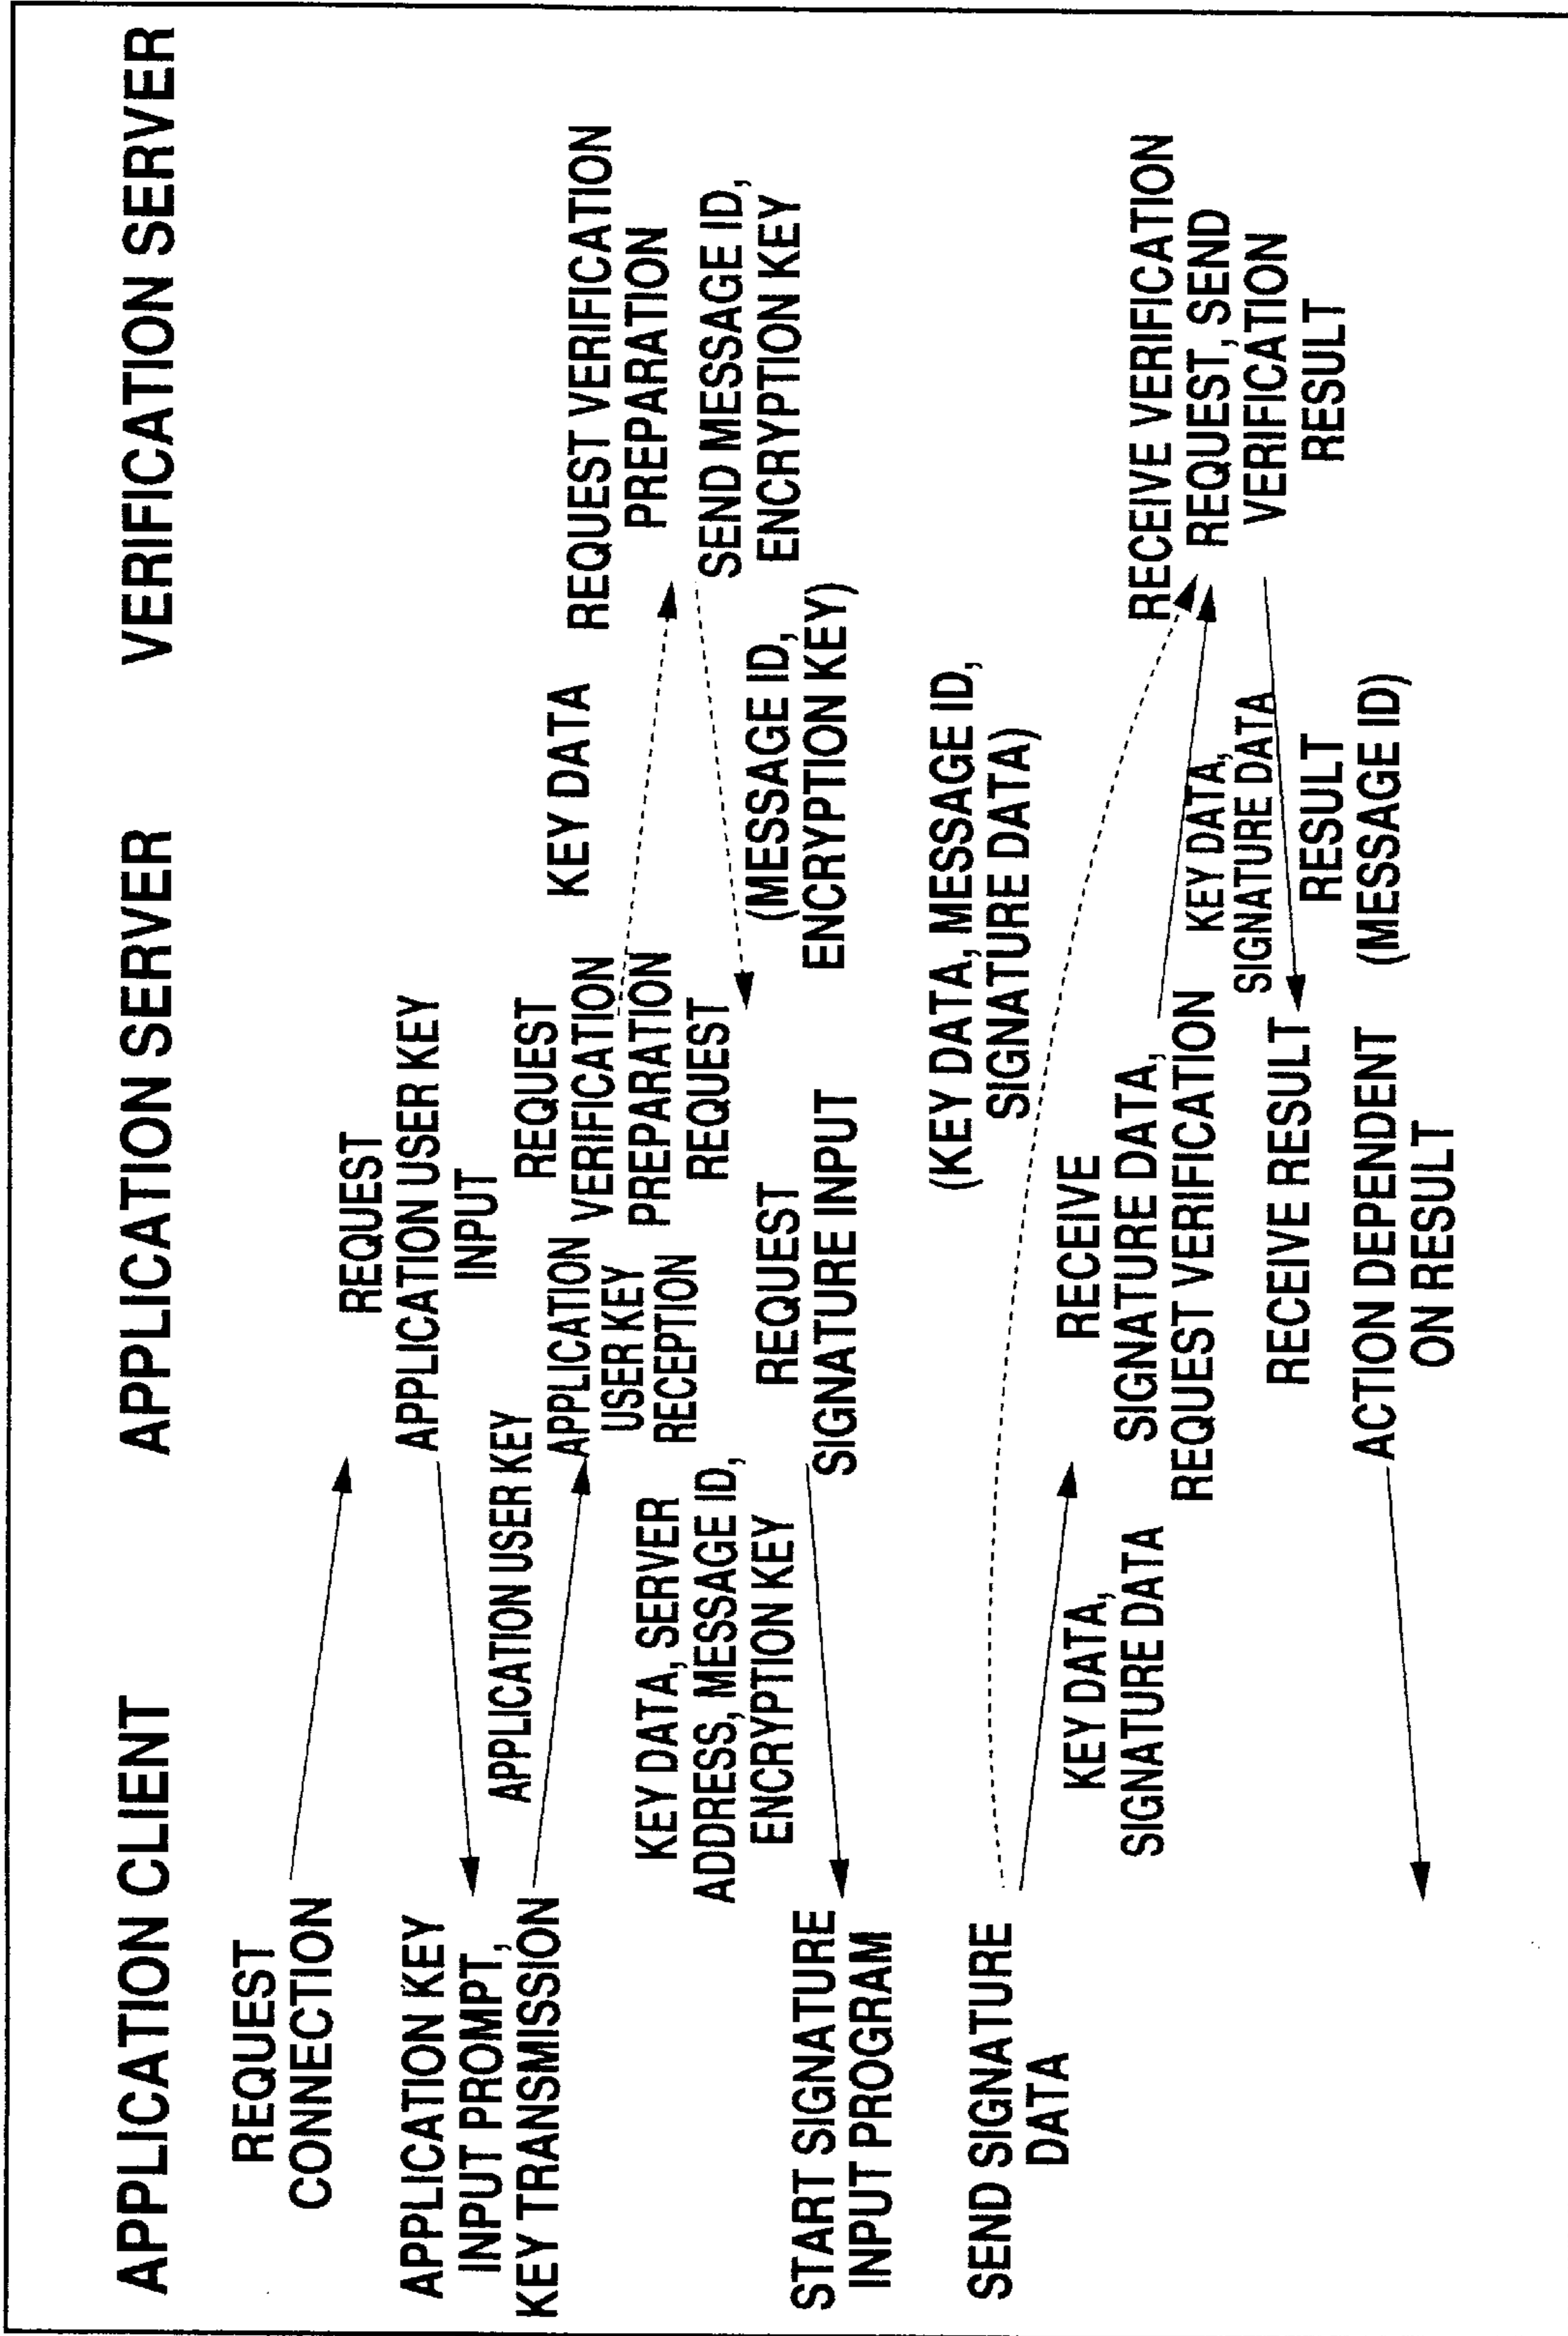 APPLICATION CLIENT
APPLICATION SERVER
VERIFICATION SERVER
REQUEST
CONNECTION
REQUEST
APPLICATION USER KEY
INPUT
APPLICATION KEY
INPUT PROMPT,
KEY TRANSMISSION
APPLICATION USER KEY
APPLICATION
USER KEY
RECEPTION
REQUEST
VERIFICATION
PREPARATION
REQUEST
KEY DATA
REQUEST VERIFICATION
PREPARATION
SEND MESSAGE ID,
ENCRYPTION KEY
(MESSAGE ID,
ENCRYPTION KEY)
KEY DATA, SERVER
ADDRESS, MESSAGE ID,
ENCRYPTION KEY
REQUEST
SIGNATURE INPUT
START SIGNATURE
INPUT PROGRAM
(KEY DATA, MESSAGE ID,
SIGNATURE DATA)
SEND SIGNATURE
DATA
KEY DATA,
SIGNATURE DATA
RECEIVE
SIGNATURE DATA,
REQUEST VERIFICATION
KEY DATA,
SIGNATURE DATA
RECEIVE VERIFICATION
REQUEST, SEND
VERIFICATION
RESULT
RESULT
(MESSAGE ID)
RECEIVE RESULT
ACTION DEPENDENT
ON RESULT